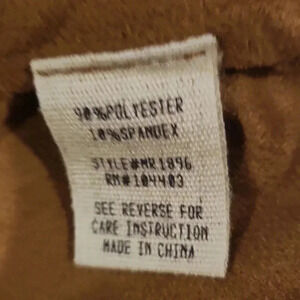 90%POLYESTER
10%SPANDEX
STYLE#MR1896
RN#104403
SEE REVERSE FOR
CARE INSTRUCTION
MADE IN CHINA